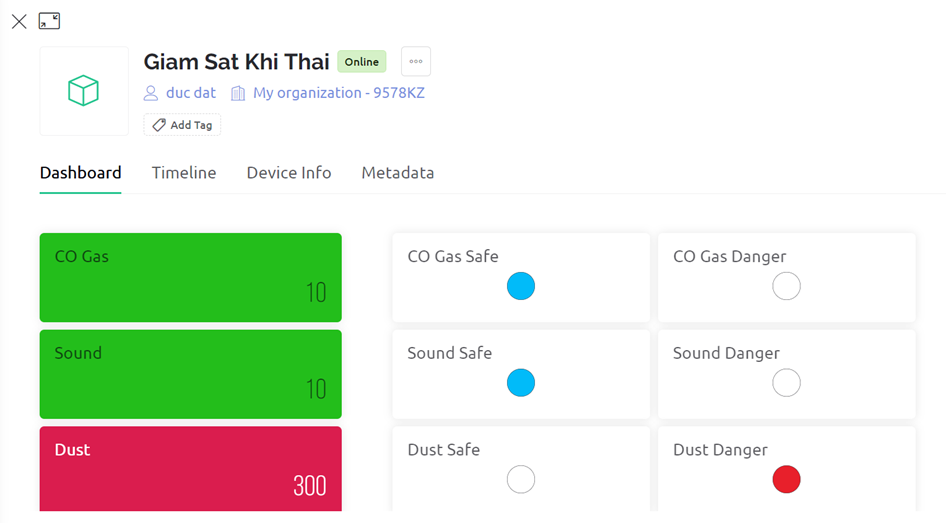 Giam Sat Khi Thai Online
duc dat My organization - 9578KZ
Add Tag
Dashboard Timeline Device Info Metadata
CO Gas CO Gas Safe CO Gas Danger
10
Sound Sound Safe Sound Danger
10
Dust Dust Safe Dust Danger
300